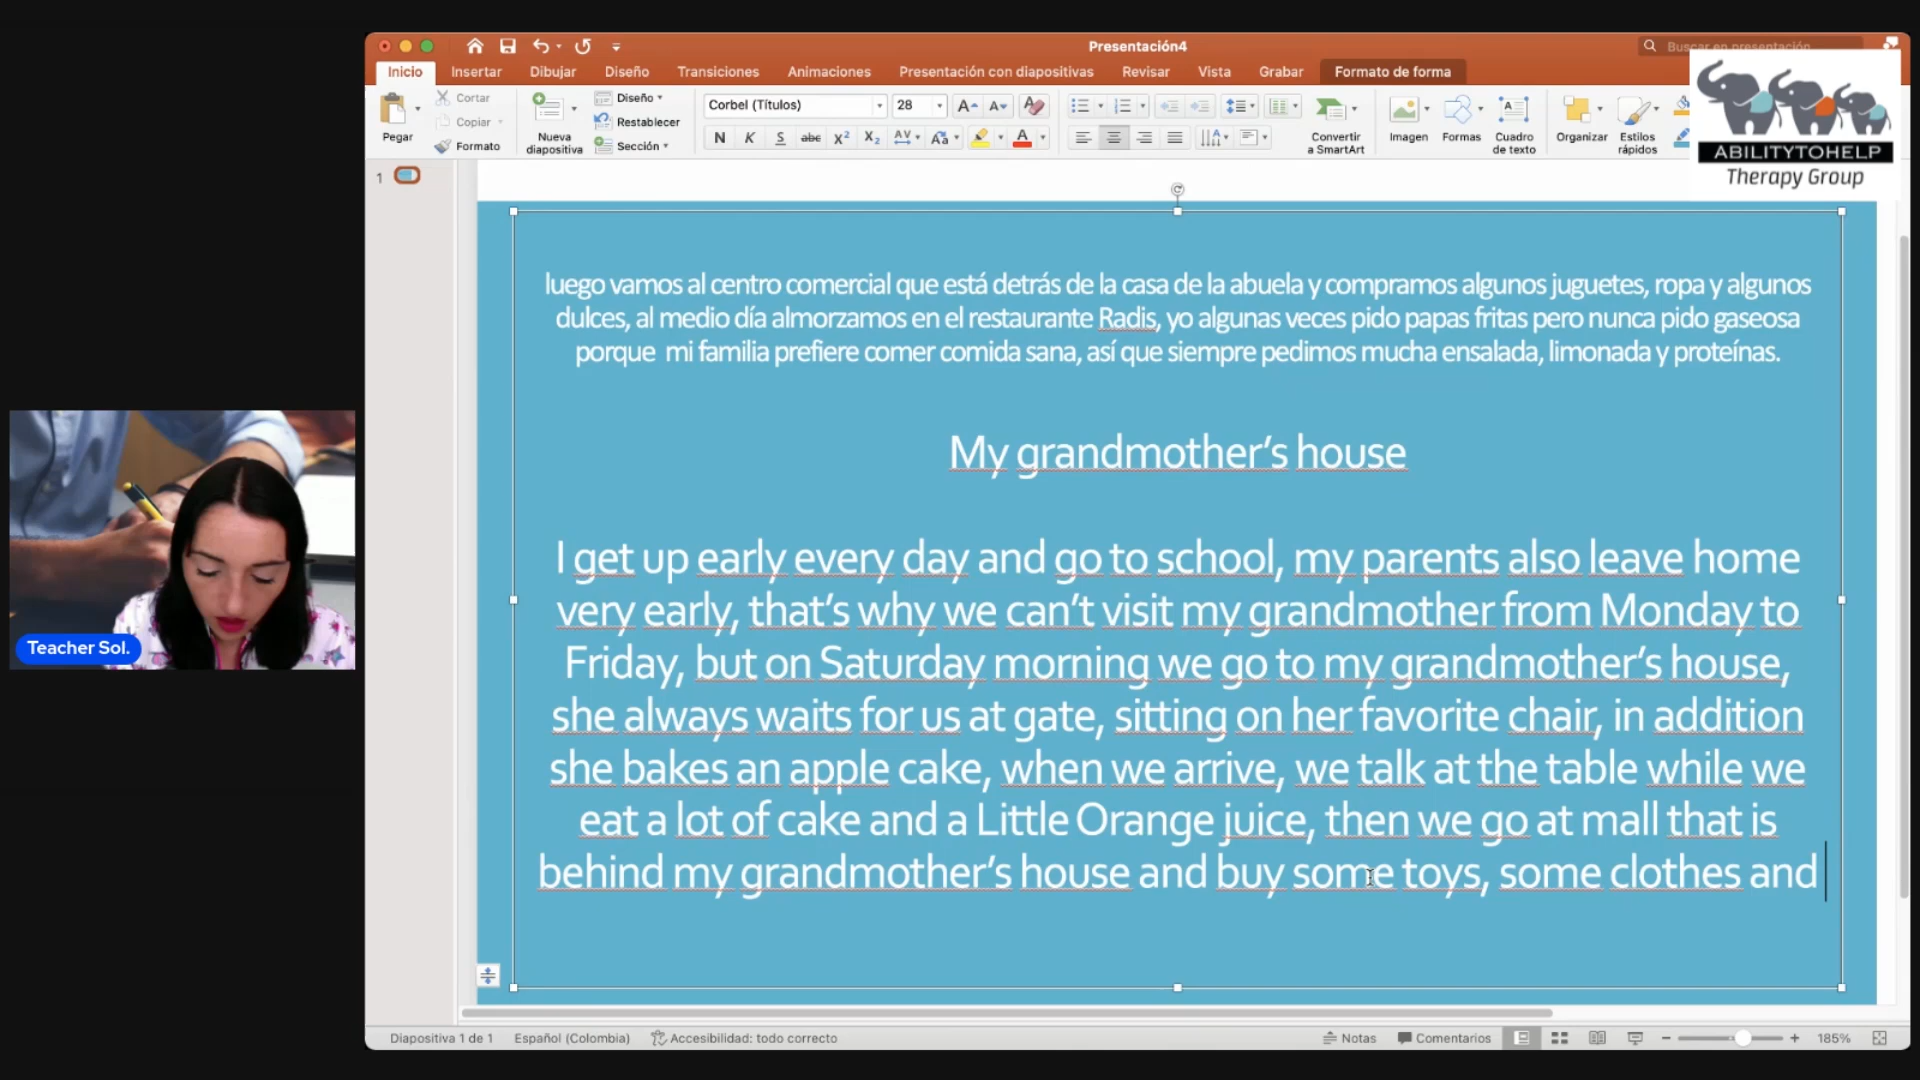 Presentación4
Buscar en presentación
Inicio Insertar Dibujar Diseño Transiciones Animaciones Presentación con diapositivas Revisar Vista Grabar Formato de forma
Pegar
Cortar
Copiar
Formato
Nueva diapositiva
Diseño
Restablecer
Sección
Corbel (Títulos) 28
N K S abc X² X₂ AV Aa A
Convertir a SmartArt
Imagen Formas Cuadro de texto
Organizar Estilos rápidos
ABILITYTOHELP
Therapy Group
1
luego vamos al centro comercial que está detrás de la casa de la abuela y compramos algunos juguetes, ropa y algunos
dulces, al medio día almorzamos en el restaurante Radis, yo algunas veces pido papas fritas pero nunca pido gaseosa
porque mi familia prefiere comer comida sana, así que siempre pedimos mucha ensalada, limonada y proteínas.
My grandmother's house
I get up early every day and go to school, my parents also leave home
very early, that's why we can't visit my grandmother from Monday to
Friday, but on Saturday morning we go to my grandmother's house,
she always waits for us at gate, sitting on her favorite chair, in addition
she bakes an apple cake, when we arrive, we talk at the table while we
eat a lot of cake and a Little Orange juice, then we go at mall that is
behind my grandmother's house and buy some toys, some clothes and
Teacher Sol.
Diapositiva 1 de 1 Español (Colombia) Accesibilidad: todo correcto Notas Comentarios 185%